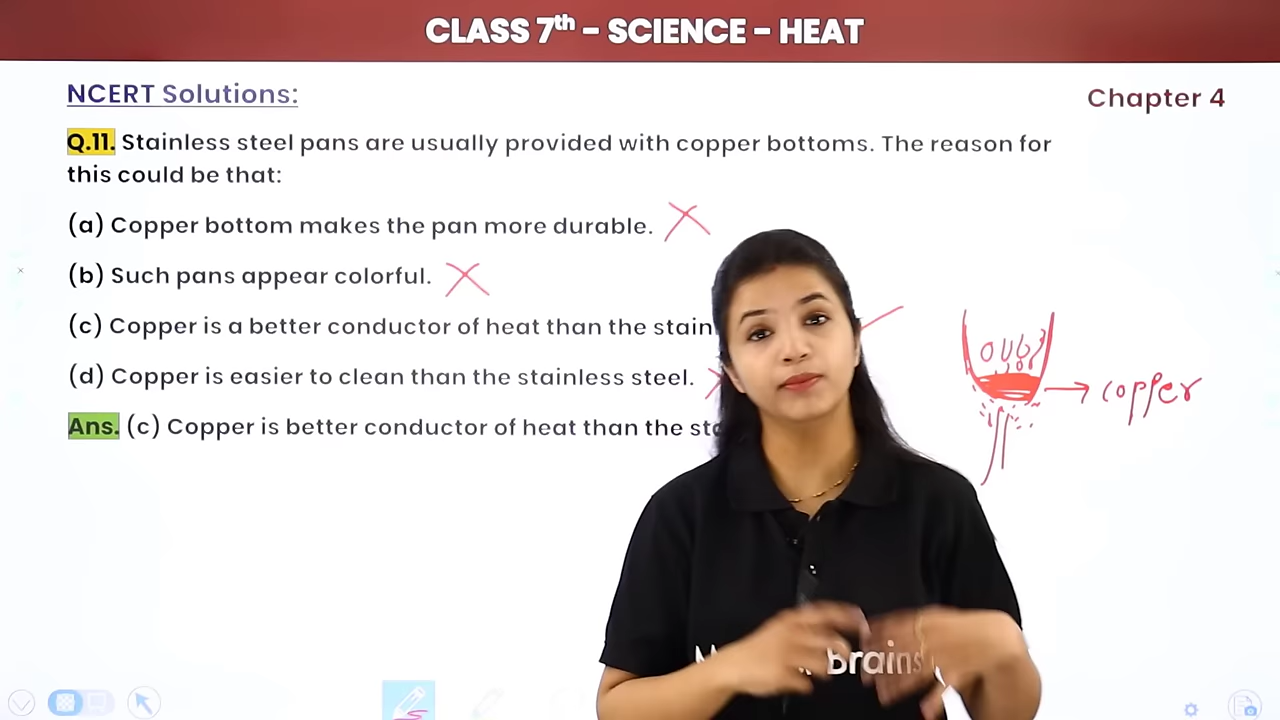 CLASS 7th - SCIENCE - HEAT
NCERT Solutions:
Chapter 4
Q.11. Stainless steel pans are usually provided with copper bottoms. The reason for
this could be that:
(a) Copper bottom makes the pan more durable.
(b) Such pans appear colorful.
(c) Copper is a better conductor of heat than the
(d) Copper is easier to clean than the stainless steel.
Ans. (c) Copper is better conductor of heat than the
copper
Brains